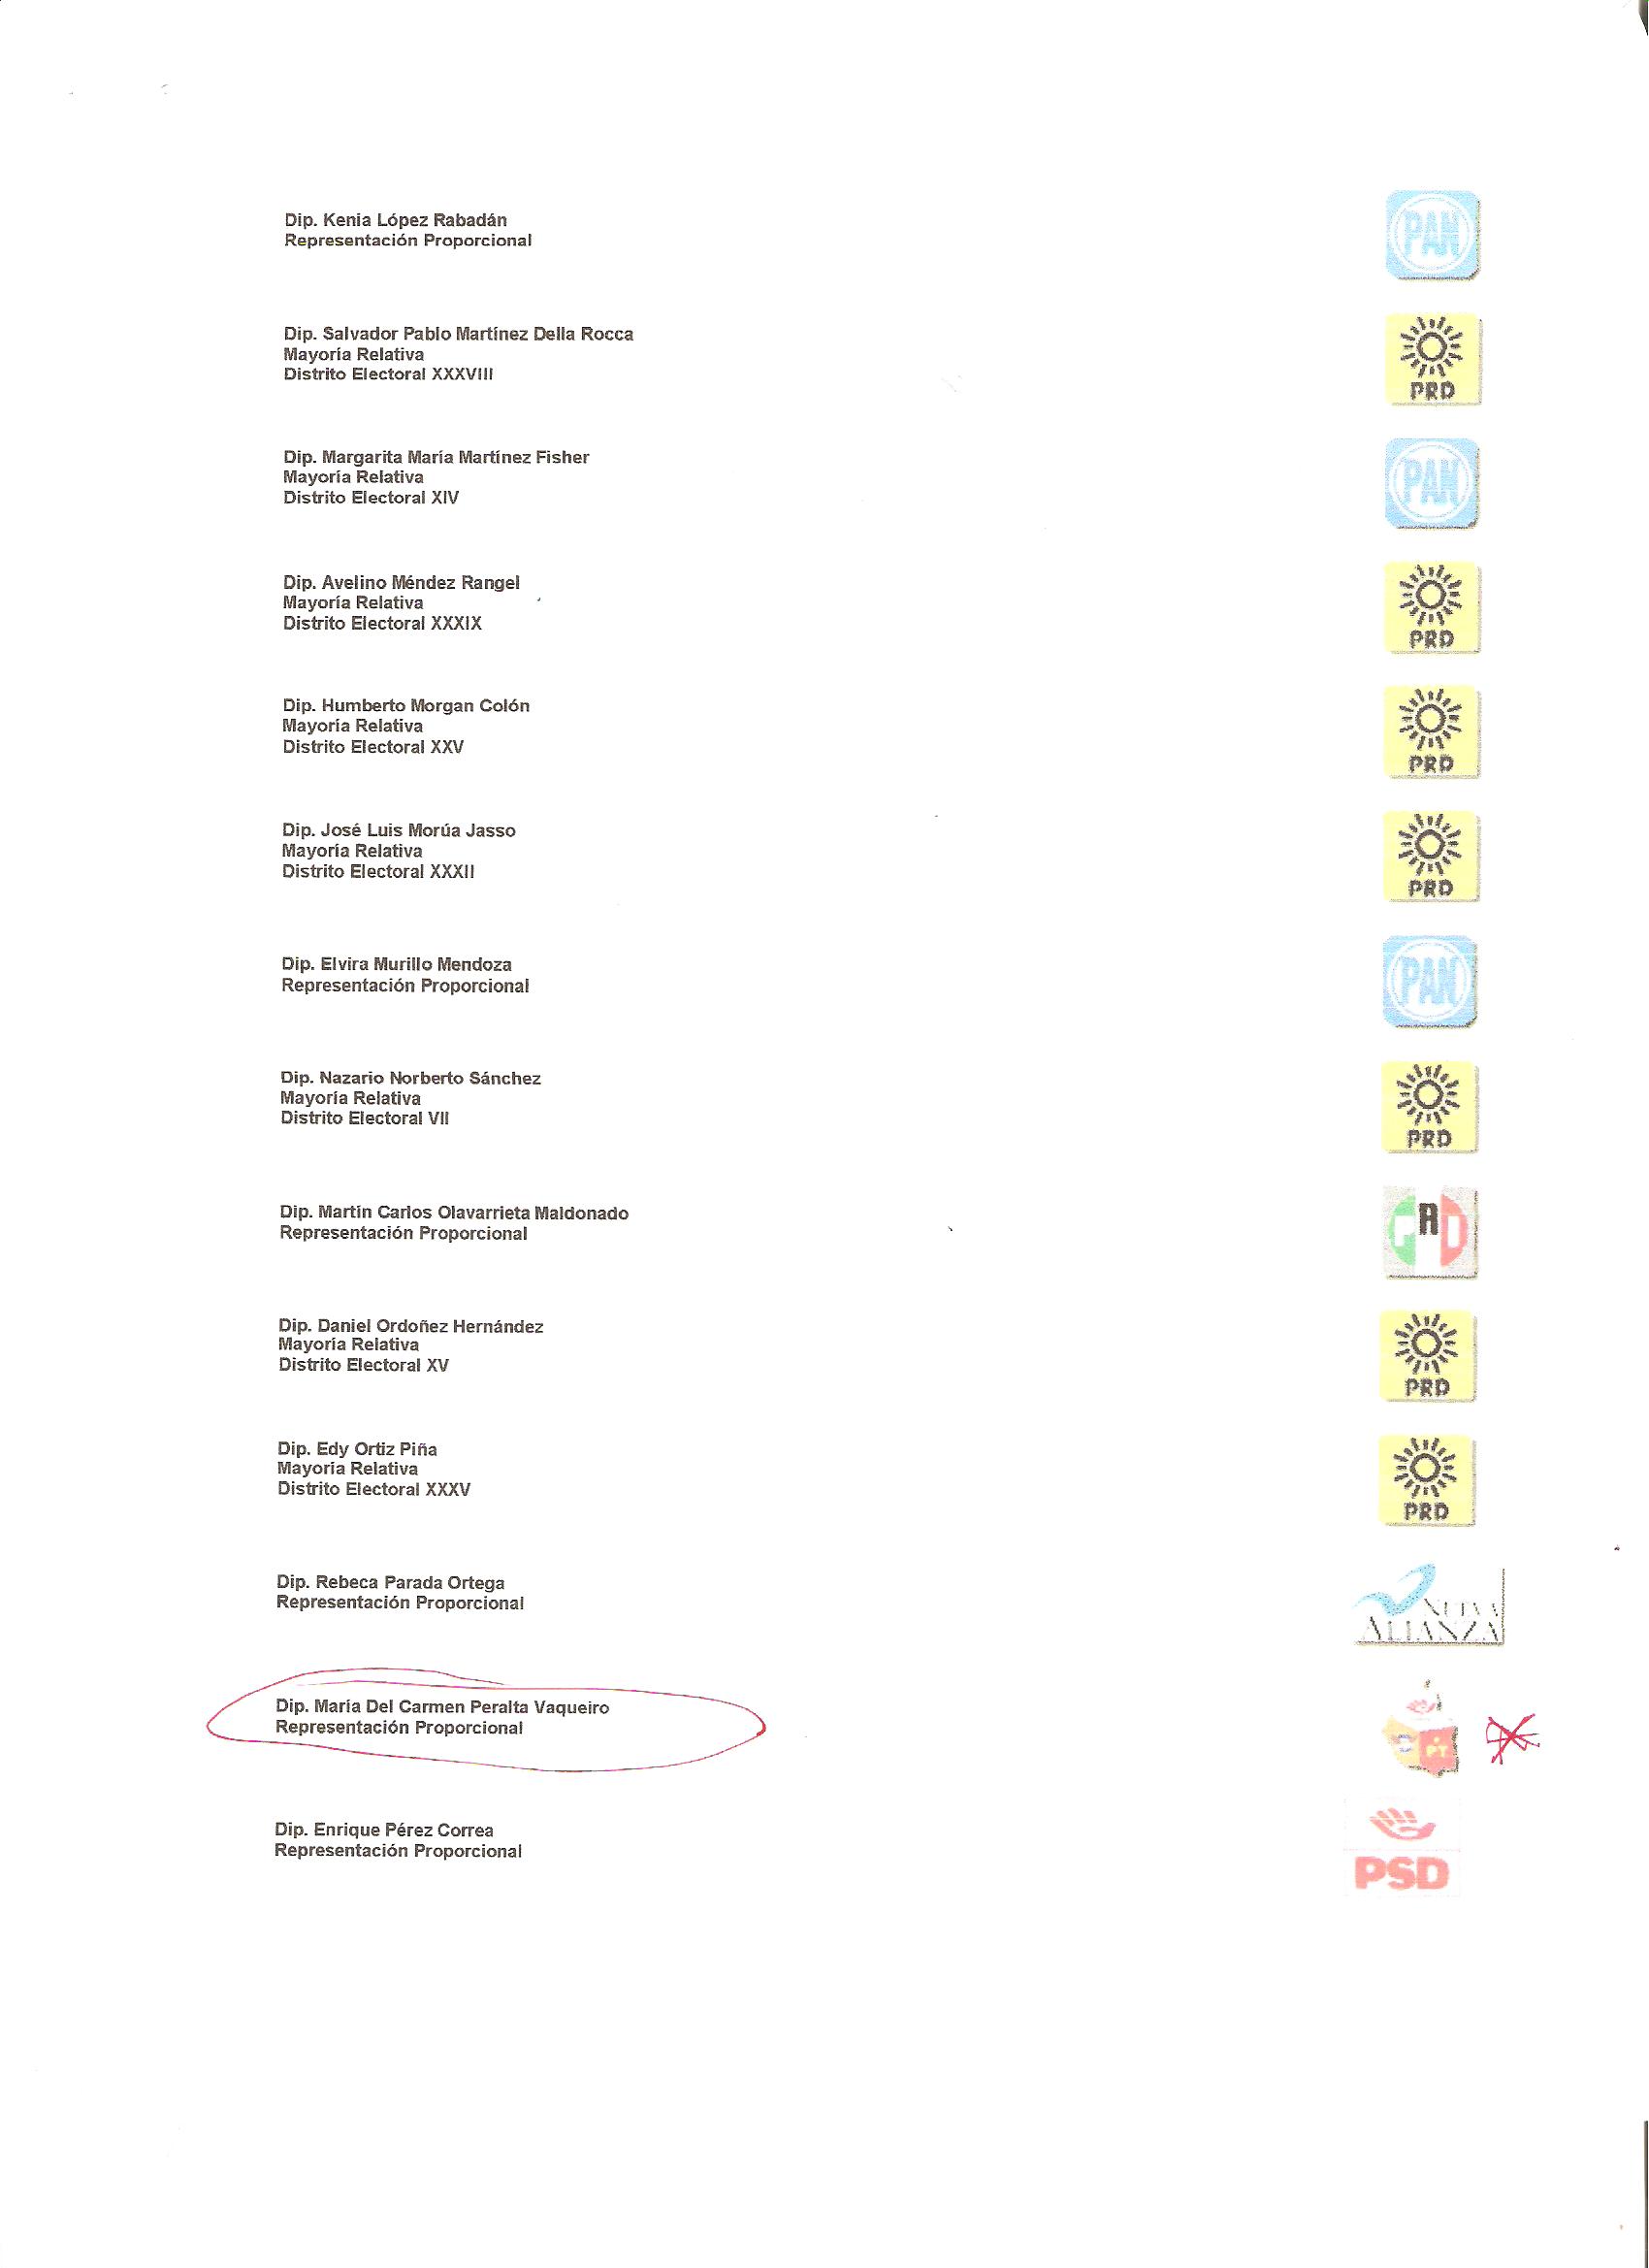 Dip. Kenia López Rabadán
Representación Proporcional
PAN
Dip. Salvador Pablo Martínez Della Rocca
Mayoría Relativa
Distrito Electoral XXXVIII
PRD
Dip. Margarita María Martínez Fisher
Mayoría Relativa
Distrito Electoral XIV
PAN
Dip. Avelino Méndez Rangel
Mayoría Relativa
Distrito Electoral XXXIX
PRD
Dip. Humberto Morgan Colón
Mayoría Relativa
Distrito Electoral XXV
PRD
Dip. José Luis Morúa Jasso
Mayoría Relativa
Distrito Electoral XXXII
PRD
Dip. Elvira Murillo Mendoza
Representación Proporcional
PAN
Dip. Nazario Norberto Sánchez
Mayoría Relativa
Distrito Electoral VII
PRD
Dip. Martín Carlos Olavarrieta Maldonado
Representación Proporcional
Dip. Daniel Ordoñez Hernández
Mayoría Relativa
Distrito Electoral XV
PRD
Dip. Edy Ortiz Piña
Mayoría Relativa
Distrito Electoral XXXV
PRD
Dip. Rebeca Parada Ortega
Representación Proporcional
NUEVA
ALIANZA
Dip. María Del Carmen Peralta Vaqueiro
Representación Proporcional
PT
Dip. Enrique Pérez Correa
Representación Proporcional
PSD